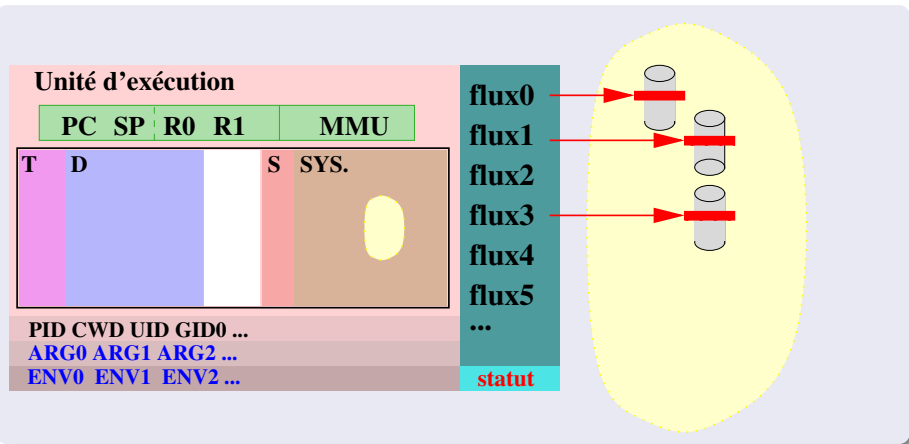 Unité d'exécution
PC SP R0 R1 MMU
T D S SYS.
PID CWD UID GID0 ...
ARG0 ARG1 ARG2 ...
ENV0 ENV1 ENV2 ...
flux0
flux1
flux2
flux3
flux4
flux5
...
statut